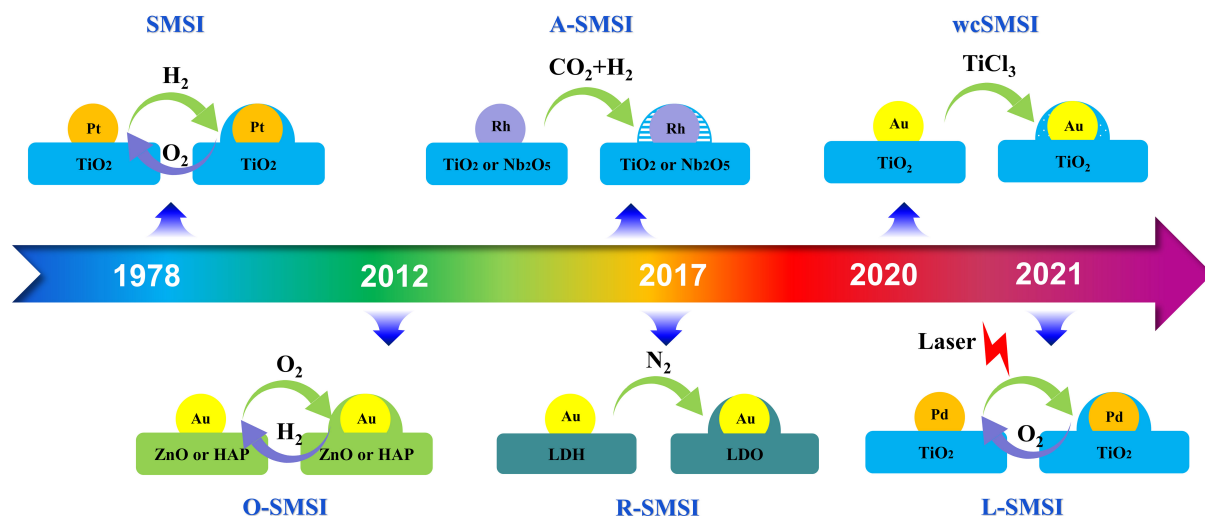 SMSI
H₂
Pt
Pt
O₂
TiO₂
TiO₂
A-SMSI
CO₂+H₂
Rh
Rh
TiO₂ or Nb₂O₅
TiO₂ or Nb₂O₅
wcSMSI
TiCl₃
Au
Au
TiO₂
TiO₂
1978
2012
2017
2020
2021
O₂
Au
Au
H₂
ZnO or HAP
ZnO or HAP
O-SMSI
N₂
Au
Au
LDH
LDO
R-SMSI
Laser
Pd
Pd
O₂
TiO₂
TiO₂
L-SMSI